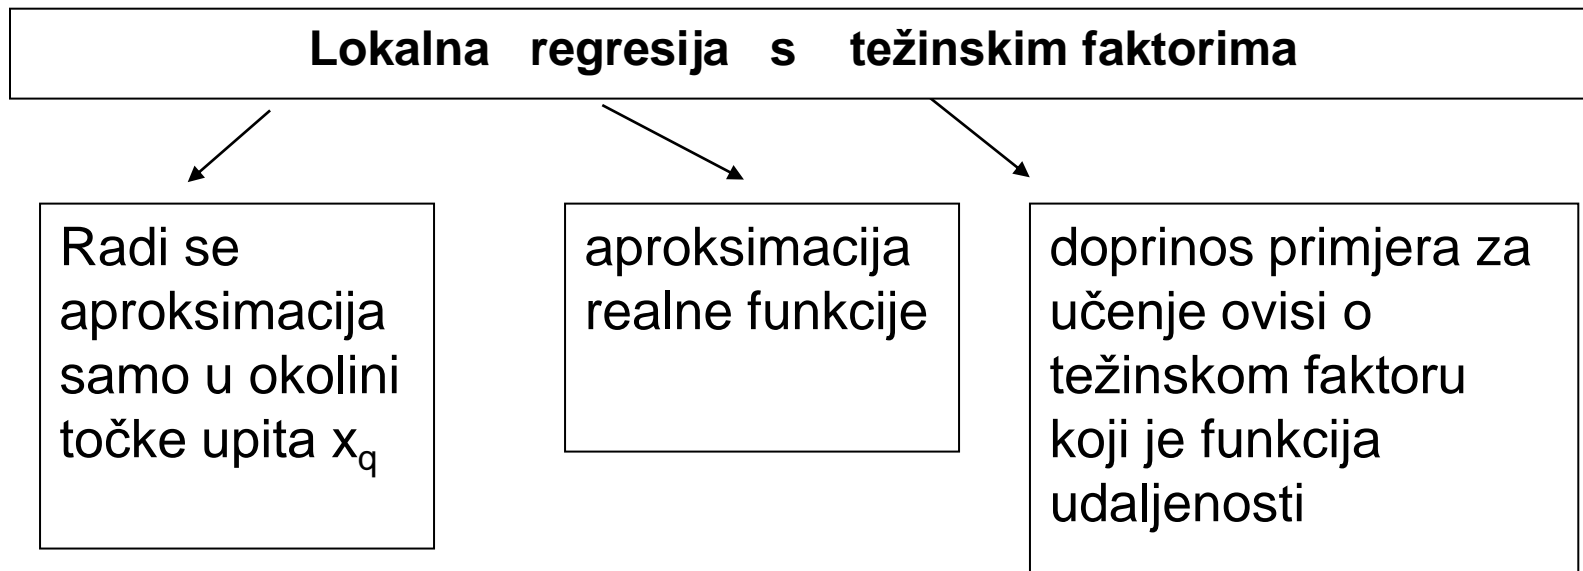 Lokalna regresija s težinskim faktorima
Radi se
aproksimacija
samo u okolini
točke upita x_q
aproksimacija
realne funkcije
doprinos primjera za
učenje ovisi o
težinskom faktoru
koji je funkcija
udaljenosti